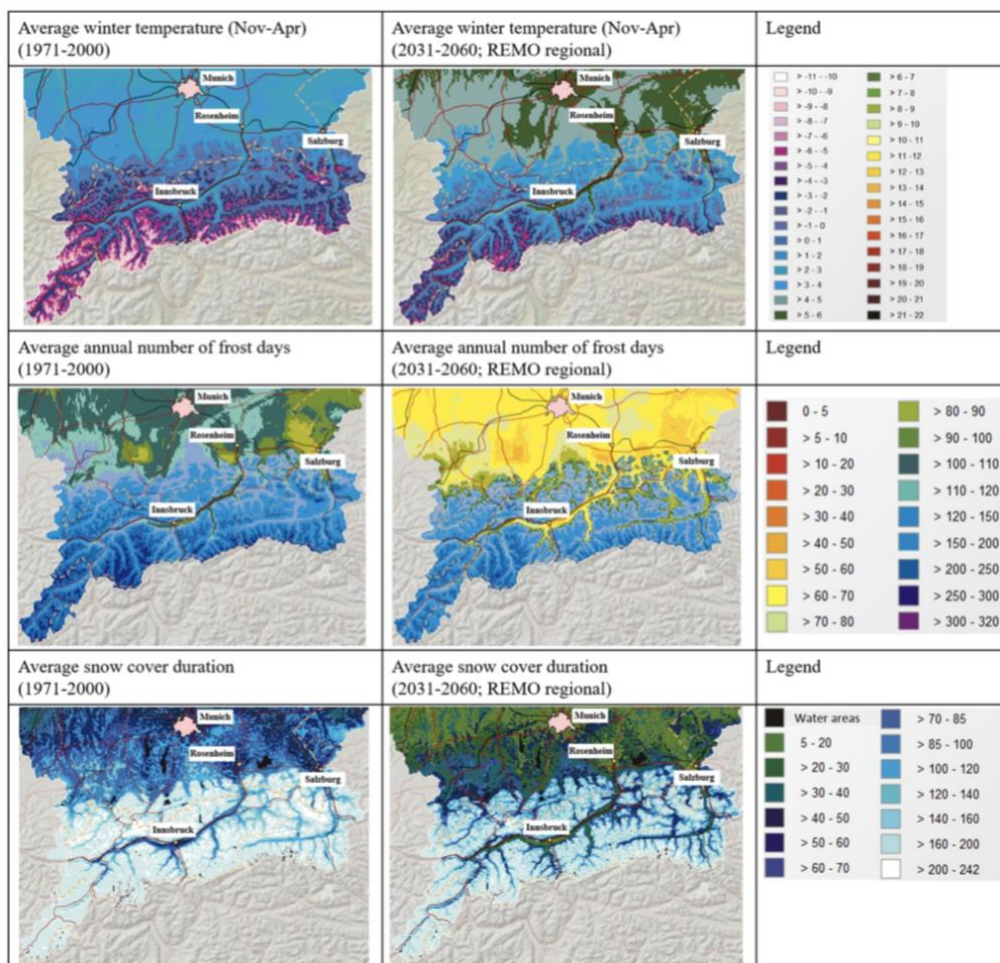 Average winter temperature (Nov-Apr)
(1971-2000)
Average winter temperature (Nov-Apr)
(2031-2060; REMO regional)
Legend
Munich
Rosenheim
Salzburg
Innsbruck
Munich
Rosenheim
Salzburg
Innsbruck
> -11 - -10
> -10 - -9
> -9 - -8
> -8 - -7
> -7 - -6
> -6 - -5
> -5 - -4
> -4 - -3
> -3 - -2
> -2 - -1
> -1 - 0
> 0 - 1
> 1 - 2
> 2 - 3
> 3 - 4
> 4 - 5
> 5 - 6
> 6 - 7
> 7 - 8
> 8 - 9
> 9 - 10
> 10 - 11
> 11 - 12
> 12 - 13
> 13 - 14
> 14 - 15
> 15 - 16
> 16 - 17
> 17 - 18
> 18 - 19
> 19 - 20
> 20 - 21
> 21 - 22
Average annual number of frost days
(1971-2000)
Average annual number of frost days
(2031-2060; REMO regional)
Legend
Munich
Rosenheim
Salzburg
Innsbruck
Munich
Rosenheim
Salzburg
Innsbruck
0 - 5
> 5 - 10
> 10 - 20
> 20 - 30
> 30 - 40
> 40 - 50
> 50 - 60
> 60 - 70
> 70 - 80
> 80 - 90
> 90 - 100
> 100 - 110
> 110 - 120
> 120 - 150
> 150 - 200
> 200 - 250
> 250 - 300
> 300 - 320
Average snow cover duration
(1971-2000)
Average snow cover duration
(2031-2060; REMO regional)
Legend
Munich
Rosenheim
Salzburg
Innsbruck
Munich
Rosenheim
Salzburg
Innsbruck
Water areas
5 - 20
> 20 - 30
> 30 - 40
> 40 - 50
> 50 - 60
> 60 - 70
> 70 - 85
> 85 - 100
> 100 - 120
> 120 - 140
> 140 - 160
> 160 - 200
> 200 - 242